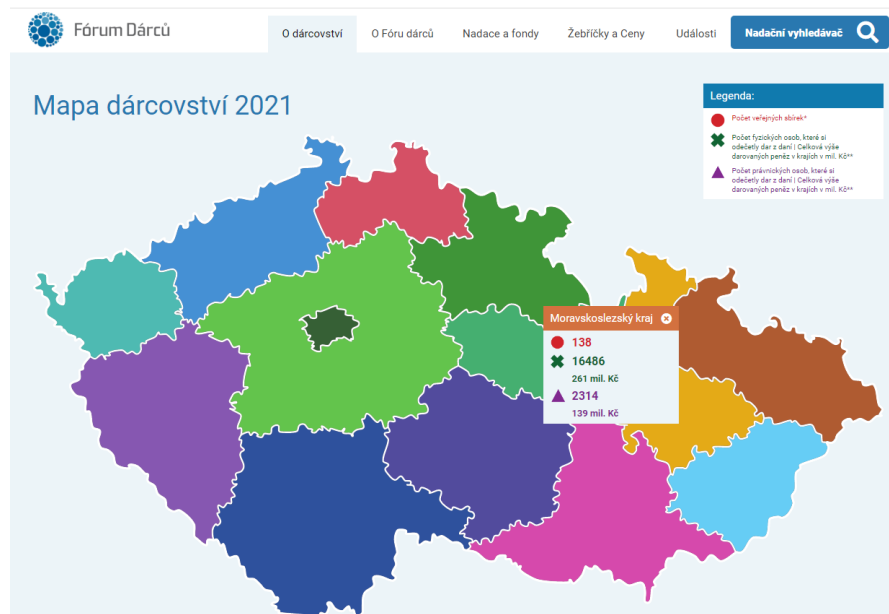 Fórum Dárců
O dárcovství
O Fóru dárců
Nadace a fondy
Žebříčky a Ceny
Události
Nadační vyhledávač
Mapa dárcovství 2021
Legenda:
Počet veřejných sbírek*
Počet fyzických osob, které si
odečetly dar z daní | Celková výše
darovaných peněz v krajích v mil. Kč**
Počet právnických osob, které si
odečetly dar z daní | Celková výše
darovaných peněz v krajích v mil. Kč**
Moravskoslezský kraj
138
16486
261 mil. Kč
2314
139 mil. Kč